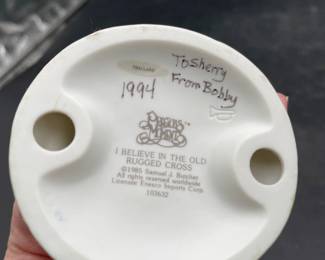 To Sherry
From Bobby
1994
Precious
Moments™
I BELIEVE IN THE OLD
RUGGED CROSS
©1985 Samuel J. Butcher
All rights reserved worldwide
Licensee Enesco Imports Corp.
103632